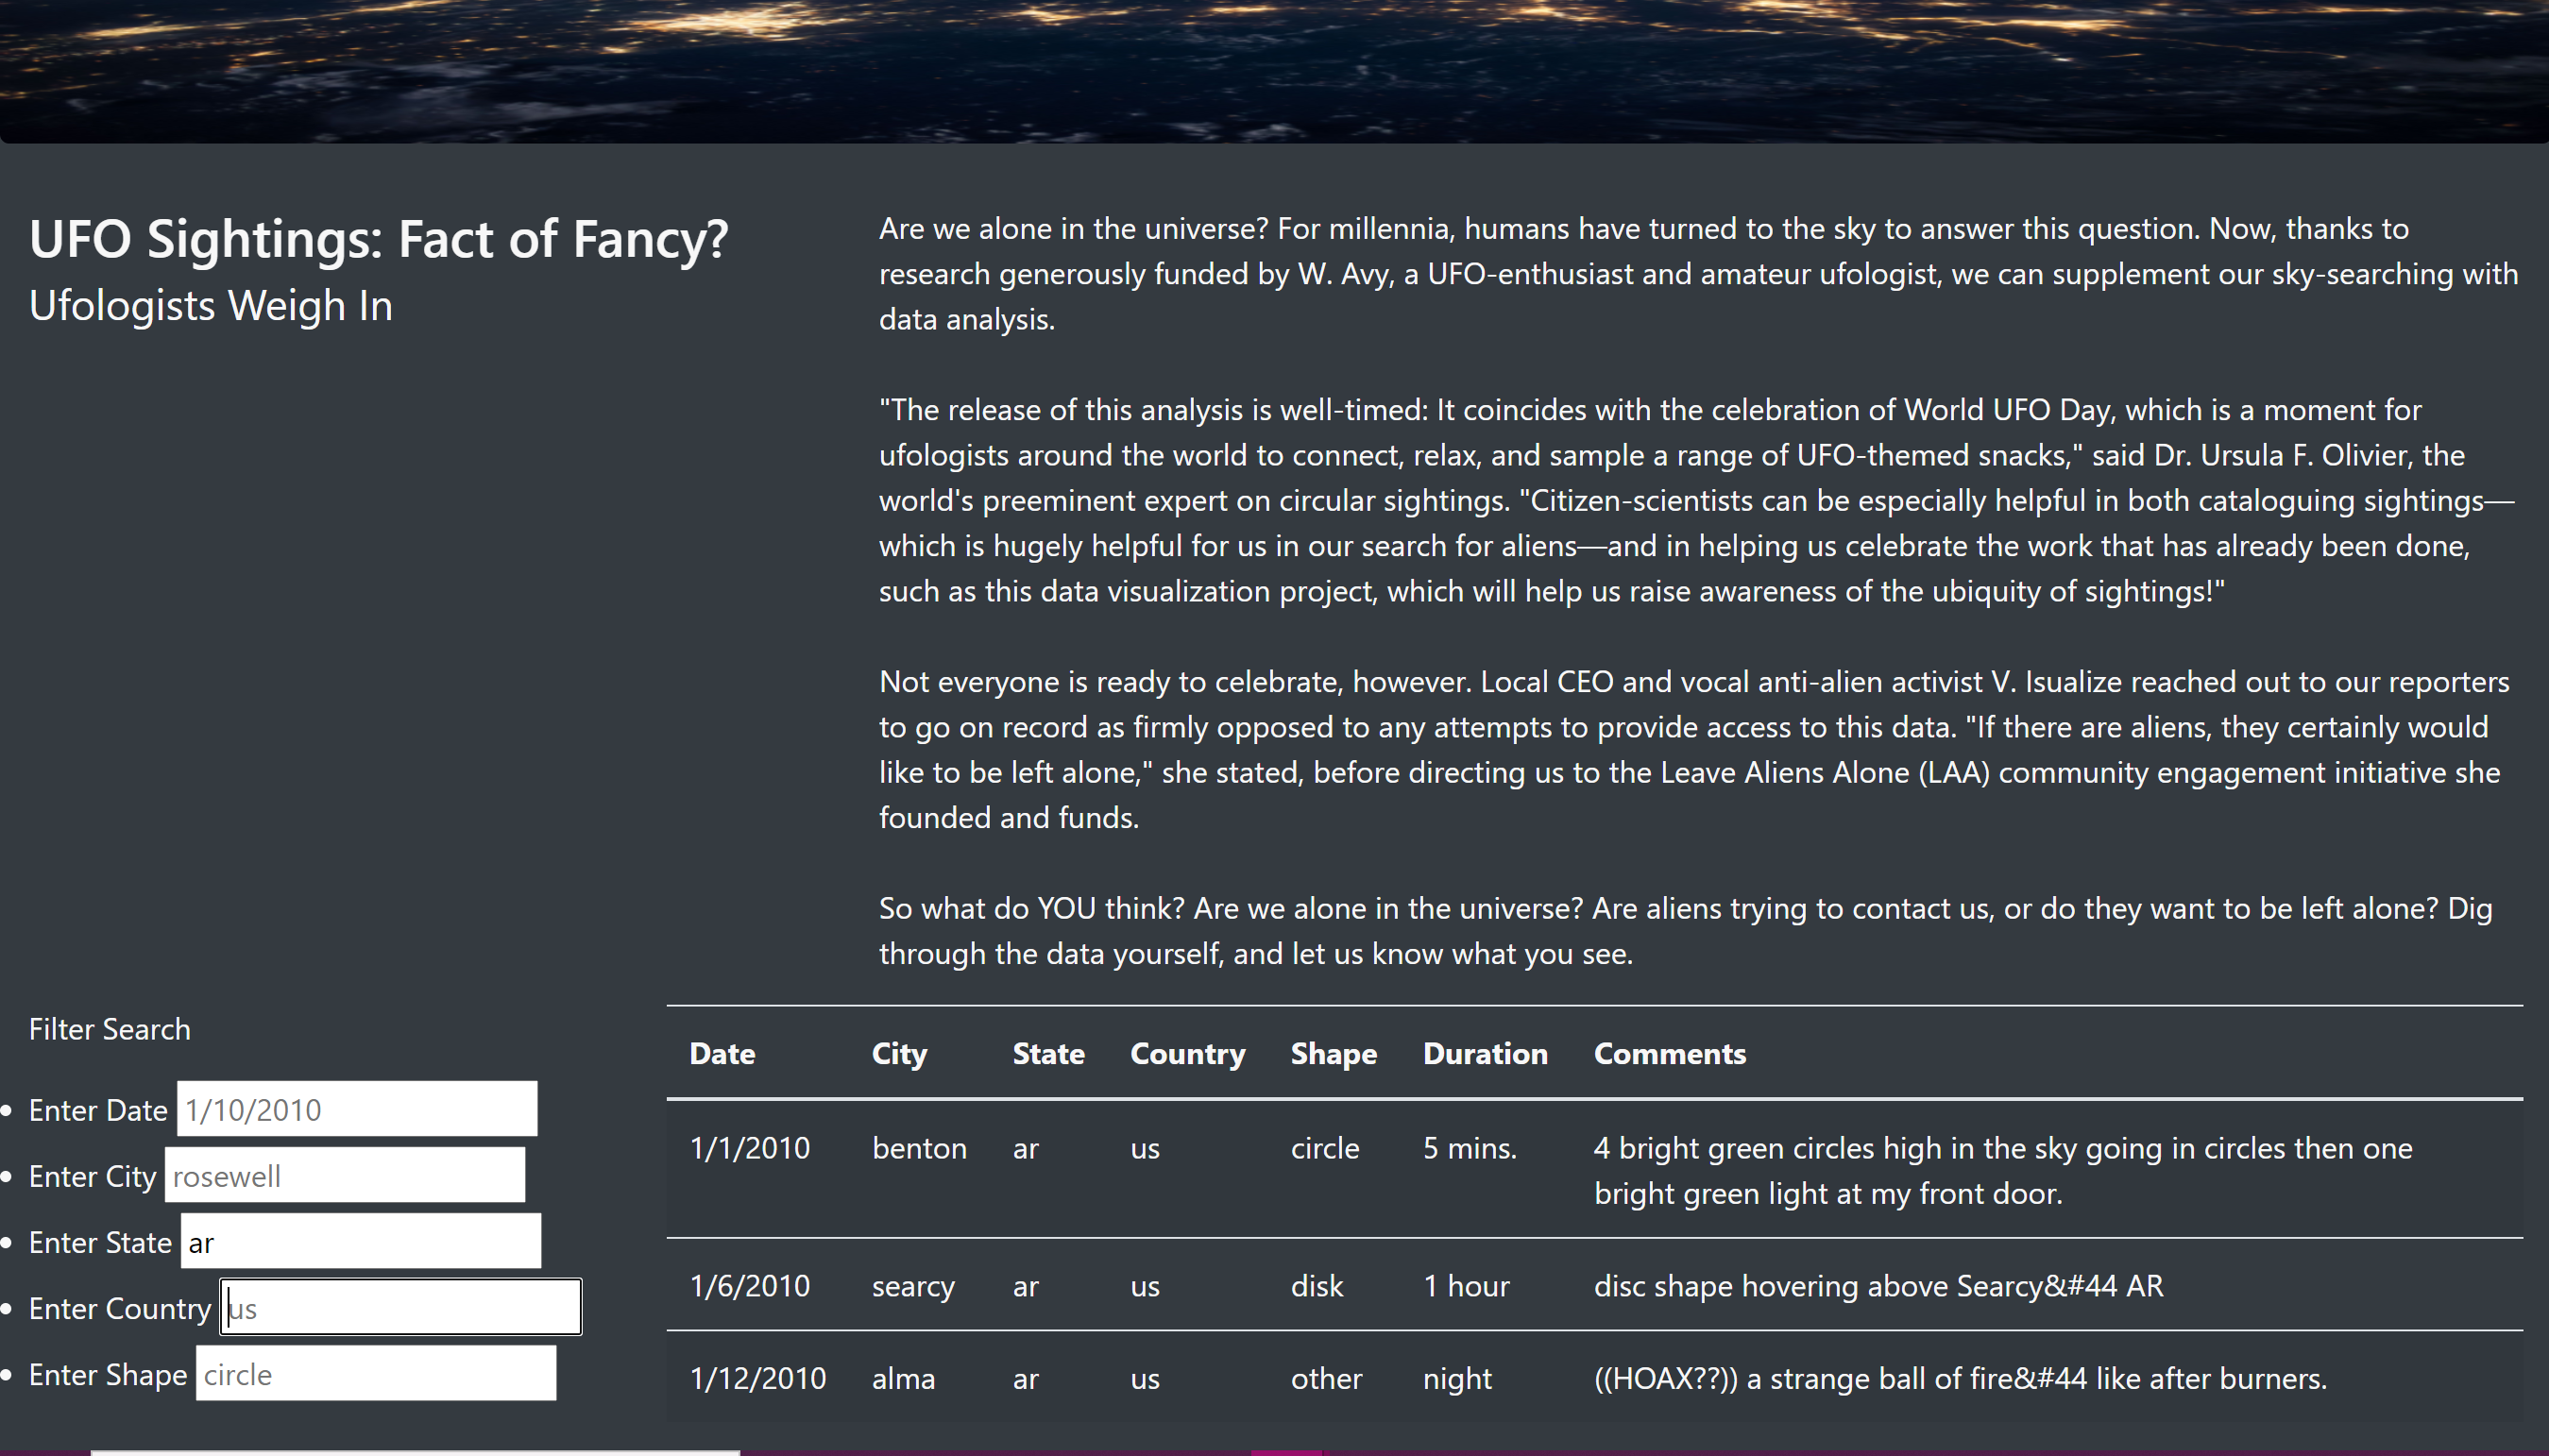 UFO Sightings: Fact of Fancy?
Ufologists Weigh In
Are we alone in the universe? For millennia, humans have turned to the sky to answer this question. Now, thanks to
research generously funded by W. Avy, a UFO-enthusiast and amateur ufologist, we can supplement our sky-searching with
data analysis.
"The release of this analysis is well-timed: It coincides with the celebration of World UFO Day, which is a moment for
ufologists around the world to connect, relax, and sample a range of UFO-themed snacks," said Dr. Ursula F. Olivier, the
world's preeminent expert on circular sightings. "Citizen-scientists can be especially helpful in both cataloguing sightings—
which is hugely helpful for us in our search for aliens—and in helping us celebrate the work that has already been done,
such as this data visualization project, which will help us raise awareness of the ubiquity of sightings!"
Not everyone is ready to celebrate, however. Local CEO and vocal anti-alien activist V. Isualize reached out to our reporters
to go on record as firmly opposed to any attempts to provide access to this data. "If there are aliens, they certainly would
like to be left alone," she stated, before directing us to the Leave Aliens Alone (LAA) community engagement initiative she
founded and funds.
So what do YOU think? Are we alone in the universe? Are aliens trying to contact us, or do they want to be left alone? Dig
through the data yourself, and let us know what you see.
Filter Search
Enter Date 1/10/2010
Enter City rosewell
Enter State ar
Enter Country us
Enter Shape circle
Date City State Country Shape Duration Comments
1/1/2010 benton ar us circle 5 mins. 4 bright green circles high in the sky going in circles then one
bright green light at my front door.
1/6/2010 searcy ar us disk 1 hour disc shape hovering above Searcy&#44 AR
1/12/2010 alma ar us other night ((HOAX??)) a strange ball of fire&#44 like after burners.